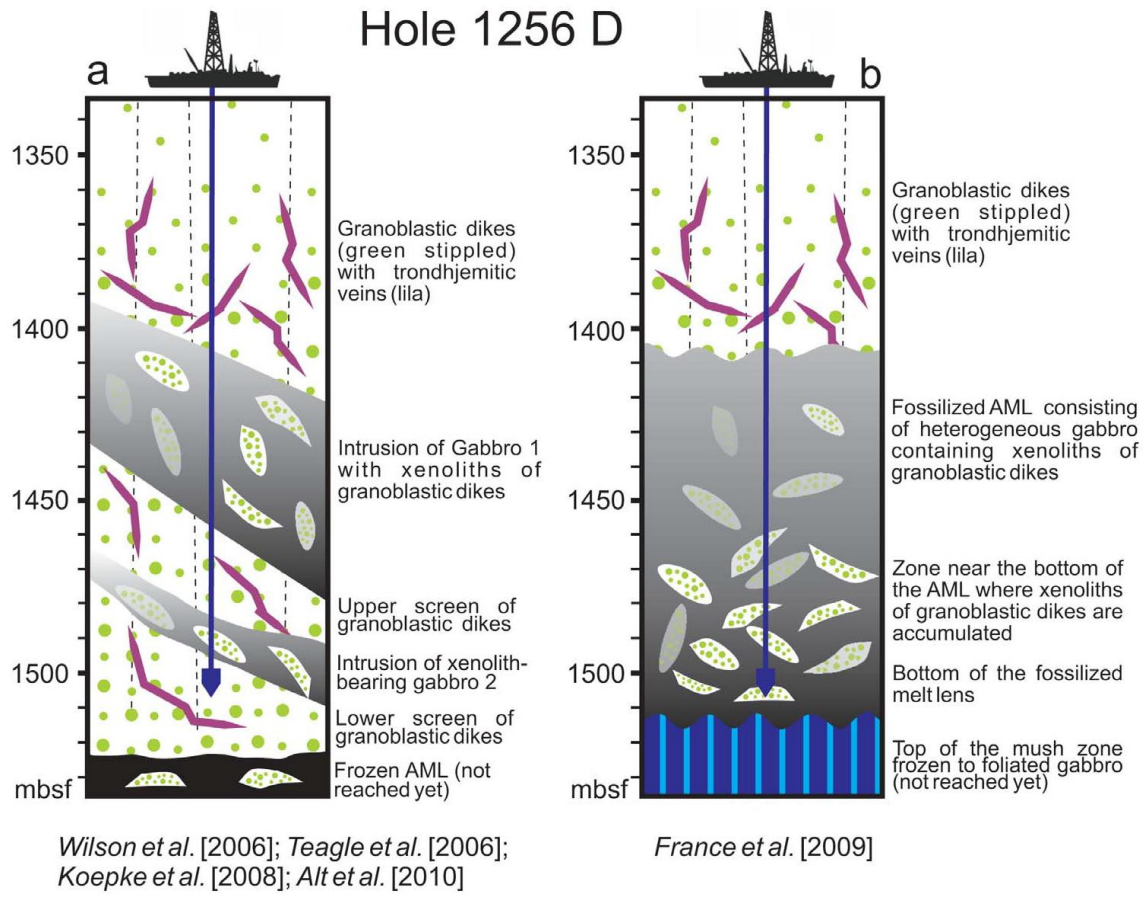 Hole 1256 D
a
1350
1400
1450
1500
mbsf
Granoblastic dikes
(green stippled)
with trondhjemitic
veins (lila)
Intrusion of Gabbro 1
with xenoliths of
granoblastic dikes
Upper screen of
granoblastic dikes
Intrusion of xenolith-
bearing gabbro 2
Lower screen of
granoblastic dikes
Frozen AML (not
reached yet)
Wilson et al. [2006]; Teagle et al. [2006];
Koepke et al. [2008]; Alt et al. [2010]
b
1350
1400
1450
1500
mbsf
Granoblastic dikes
(green stippled)
with trondhjemitic
veins (lila)
Fossilized AML consisting
of heterogeneous gabbro
containing xenoliths of
granoblastic dikes
Zone near the bottom of
the AML where xenoliths
of granoblastic dikes are
accumulated
Bottom of the fossilized
melt lens
Top of the mush zone
frozen to foliated gabbro
(not reached yet)
France et al. [2009]